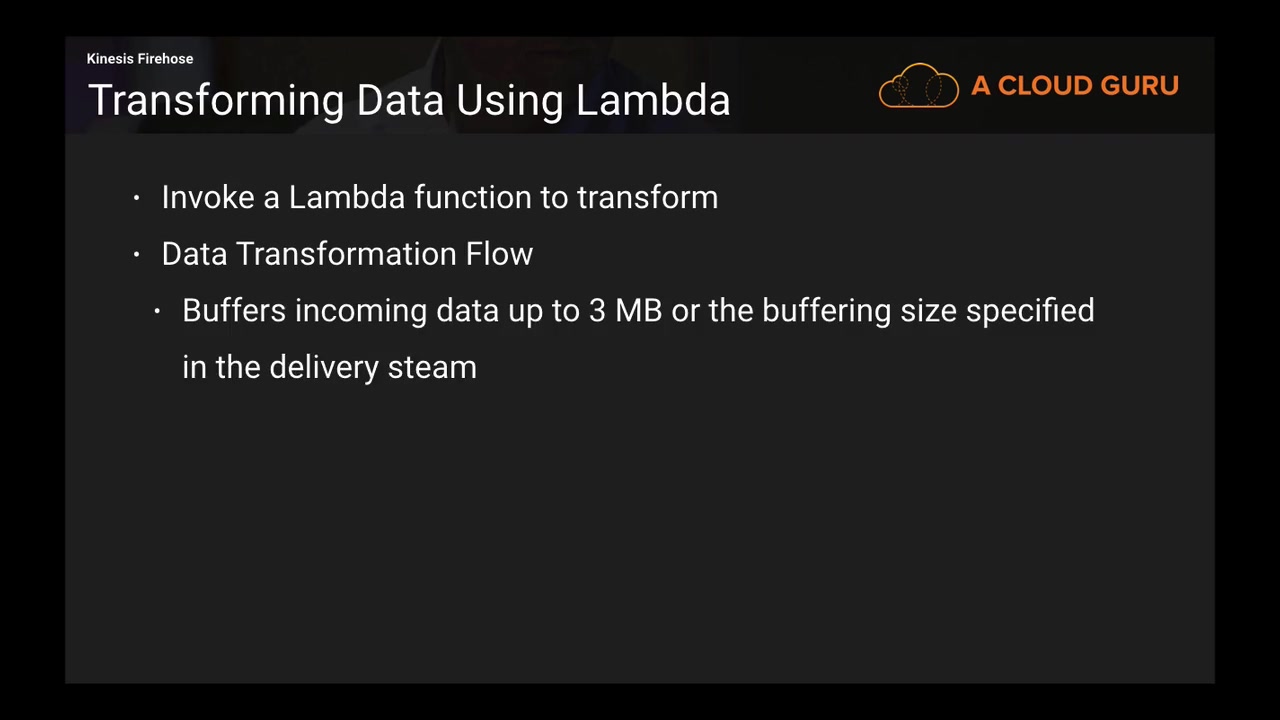 Kinesis Firehose
Transforming Data Using Lambda
A CLOUD GURU
· Invoke a Lambda function to transform
· Data Transformation Flow
· Buffers incoming data up to 3 MB or the buffering size specified
in the delivery steam